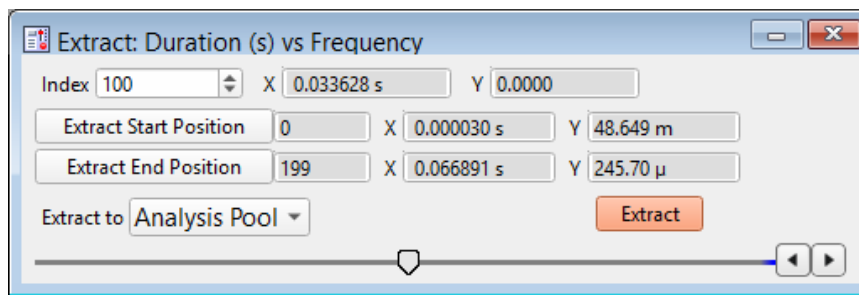 Extract: Duration (s) vs Frequency
Index 100 X 0.033628 s Y 0.0000
Extract Start Position 0 X 0.000030 s Y 48.649 m
Extract End Position 199 X 0.066891 s Y 245.70 µ
Extract to Analysis Pool Extract